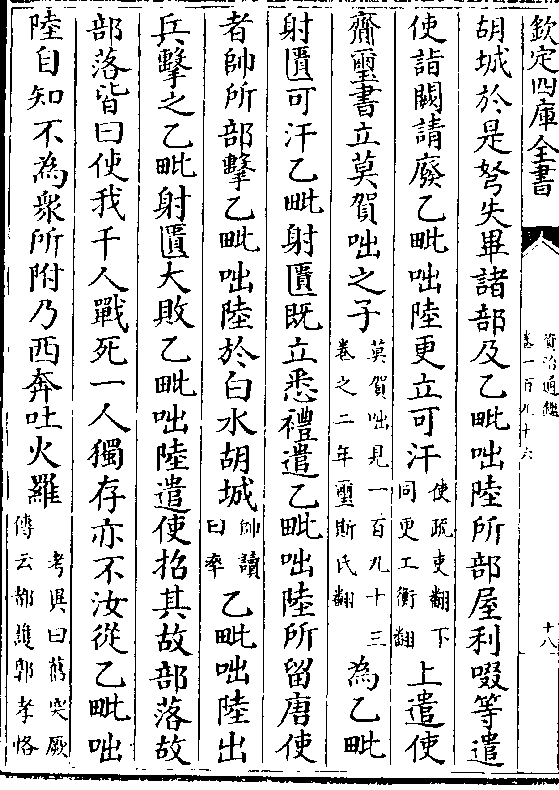 欽定四庫全書
資治通鑑
卷一百九十六
十八
胡城於是弩失畢諸部及乙毗咄陸所部屋利啜等遣
使詣闕請廢乙毗咄陸更立可汗使疏吏翻下同更工衡翻上遣使
齎璽書立莫賀咄之子莫賀咄見一百九十三卷之二年璽斯氏翻為乙毗
射匱可汗乙毗射匱既立悉禮遣乙毗咄陸所留唐使
者帥所部擊乙毗咄陸於白水胡城帥讀曰率乙毗咄陸出
兵擊之乙毗射匱大敗乙毗咄陸遣使招其故部落故
部落皆曰使我千人戰死一人獨存亦不汝從乙毗咄
陸自知不為衆所附乃西奔吐火羅考異曰舊突厥傳云都護郭孝恪